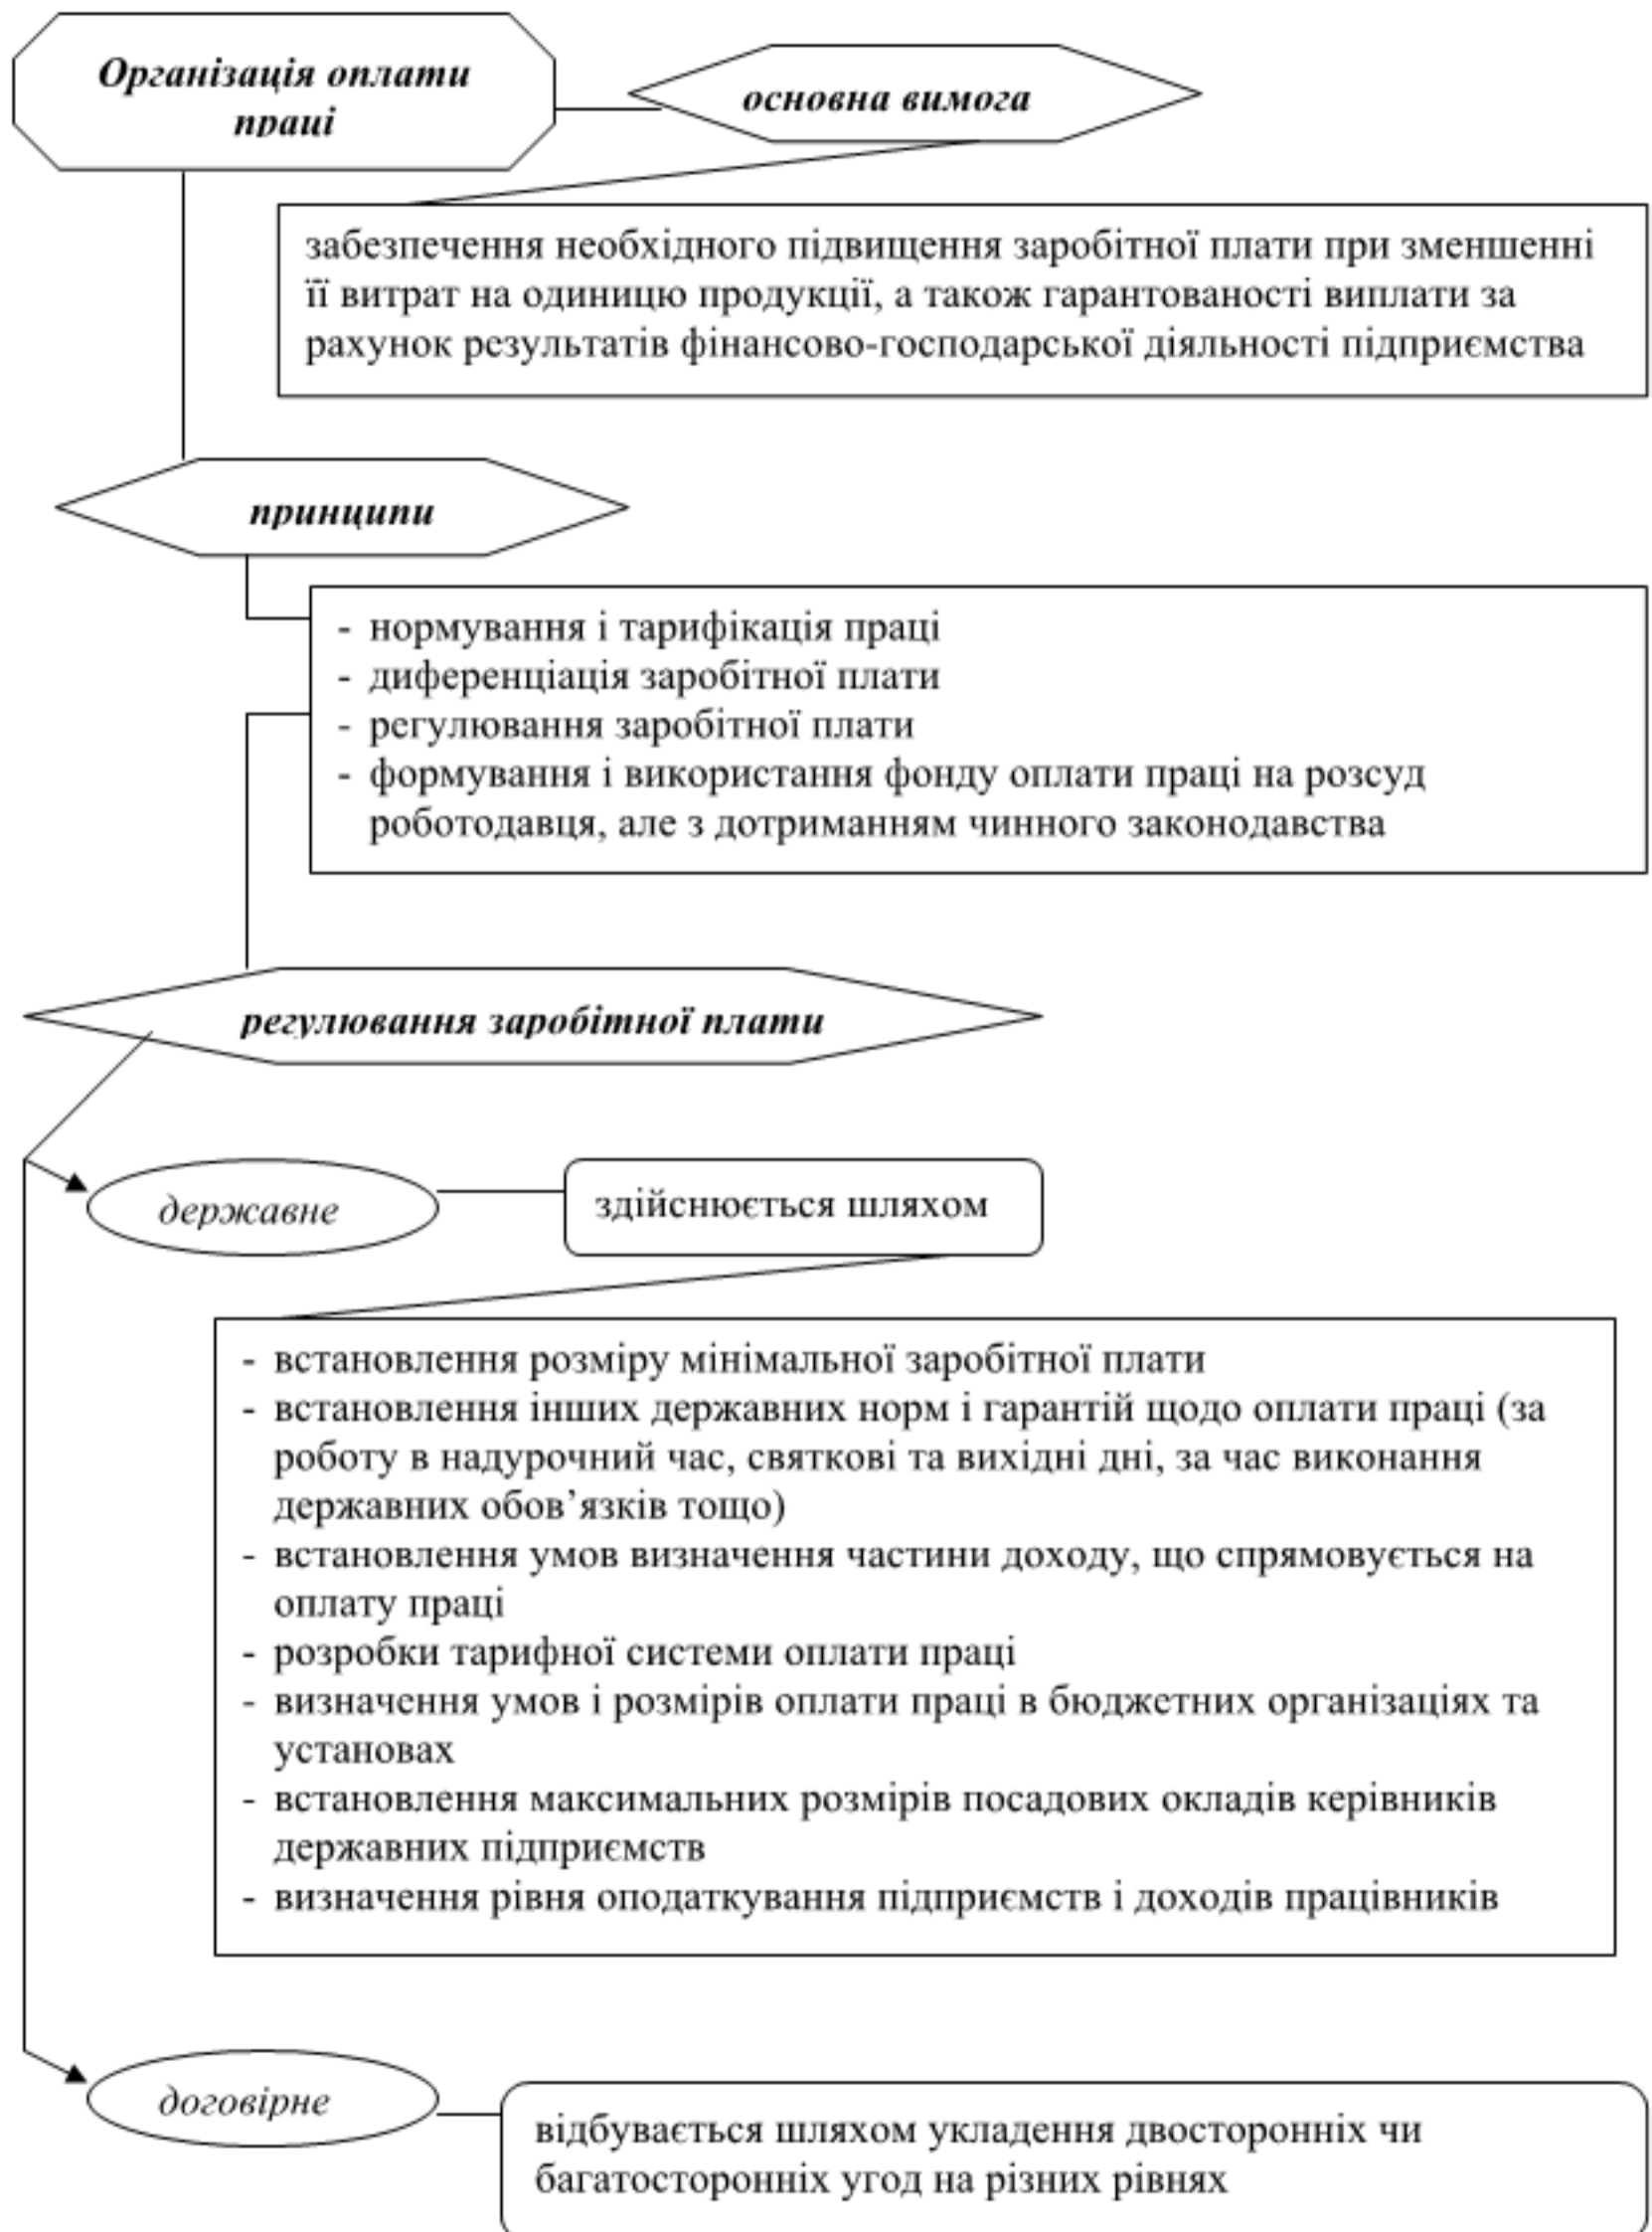 Організація оплати
праці
основна вимога
забезпечення необхідного підвищення заробітної плати при зменшенні
її витрат на одиницю продукції, а також гарантованості виплати за
рахунок результатів фінансово-господарської діяльності підприємства
принципи
- нормування і тарифікація праці
- диференціація заробітної плати
- регулювання заробітної плати
- формування і використання фонду оплати праці на розсуд
роботодавця, але з дотриманням чинного законодавства
регулювання заробітної плати
державне
здійснюється шляхом
- встановлення розміру мінімальної заробітної плати
- встановлення інших державних норм і гарантій щодо оплати праці (за
роботу в надурочний час, святкові та вихідні дні, за час виконання
державних обов’язків тощо)
- встановлення умов визначення частини доходу, що спрямовується на
оплату праці
- розробки тарифної системи оплати праці
- визначення умов і розмірів оплати праці в бюджетних організаціях та
установах
- встановлення максимальних розмірів посадових окладів керівників
державних підприємств
- визначення рівня оподаткування підприємств і доходів працівників
договірне
відбувається шляхом укладення двосторонніх чи
багатосторонніх угод на різних рівнях